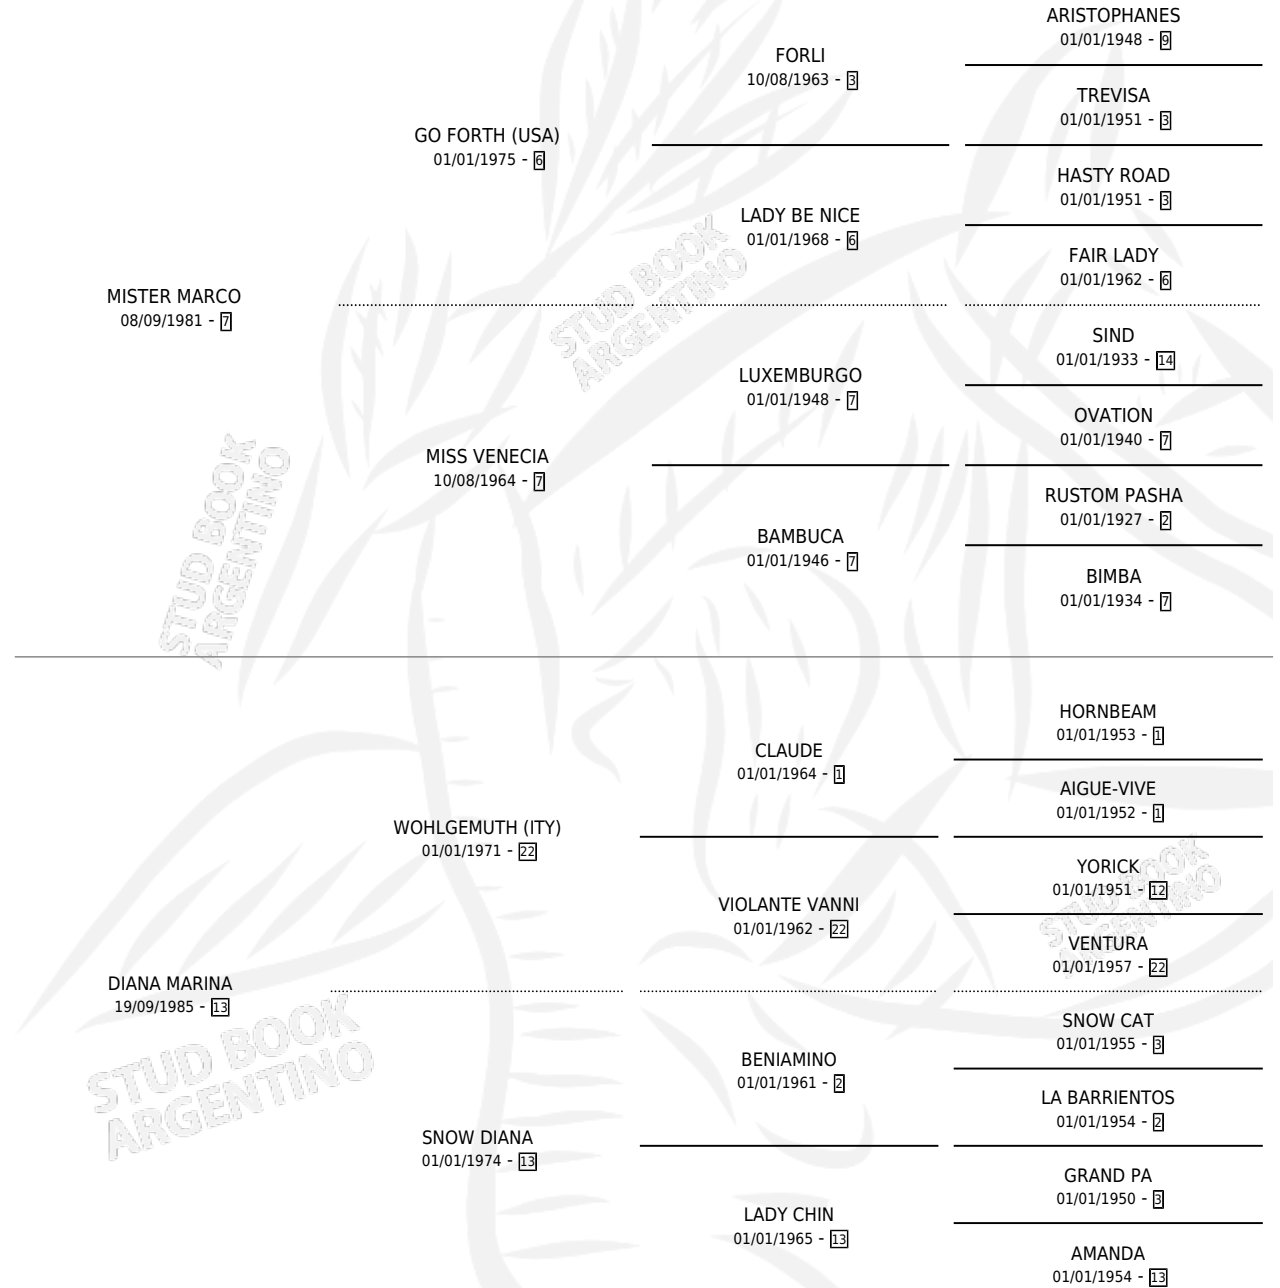 ARISTOPHANES
01/01/1948 - 9
FORLI
10/08/1963 - 3
TREVISA
01/01/1951 - 3
GO FORTH (USA)
01/01/1975 - 6
HASTY ROAD
01/01/1951 - 3
LADY BE NICE
01/01/1968 - 6
FAIR LADY
01/01/1962 - 6
MISTER MARCO
08/09/1981 - 7
STUD BOOK
ARGENTINO
SIND
01/01/1933 - 14
LUXEMBURGO
01/01/1948 - 7
OVATION
01/01/1940 - 7
MISS VENECIA
10/08/1964 - 7
RUSTOM PASHA
01/01/1927 - 2
BAMBUCA
01/01/1946 - 7
BIMBA
01/01/1934 - 7
STUD BOOK
ARGENTINO
HORNBEAM
01/01/1953 - 1
CLAUDE
01/01/1964 - 1
AIGUE-VIVE
01/01/1952 - 1
WOHLGEMUTH (ITY)
01/01/1971 - 22
YORICK
01/01/1951 - 12
VIOLANTE VANNI
01/01/1962 - 22
VENTURA
01/01/1957 - 22
STUD BOOK
ARGENTINO
DIANA MARINA
19/09/1985 - 13
SNOW CAT
01/01/1955 - 3
BENIAMINO
01/01/1961 - 2
LA BARRIENTOS
01/01/1954 - 2
STUD BOOK
ARGENTINO
SNOW DIANA
01/01/1974 - 13
GRAND PA
01/01/1950 - 3
LADY CHIN
01/01/1965 - 13
AMANDA
01/01/1954 - 13